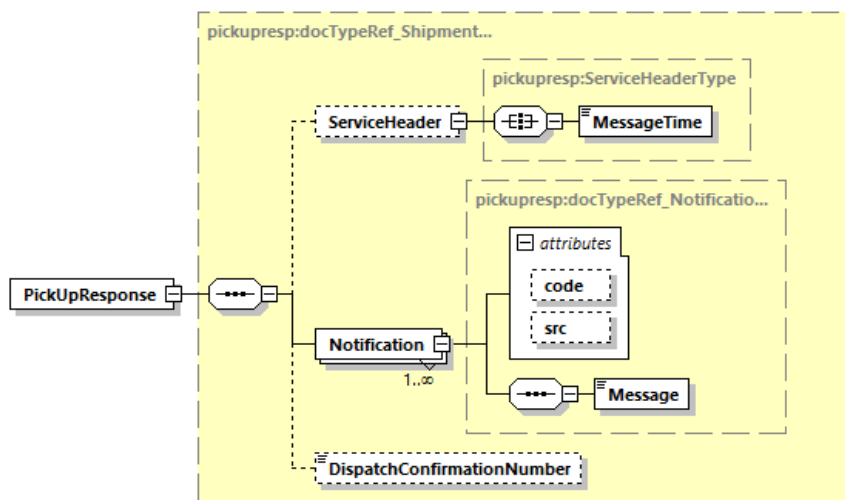 pickupresp:docTypeRef_Shipment...
pickupresp:ServiceHeaderType
ServiceHeader
MessageTime
pickupresp:docTypeRef_Notificatio...
attributes
code
PickUpResponse
src
Notification
1..∞
Message
DispatchConfirmationNumber